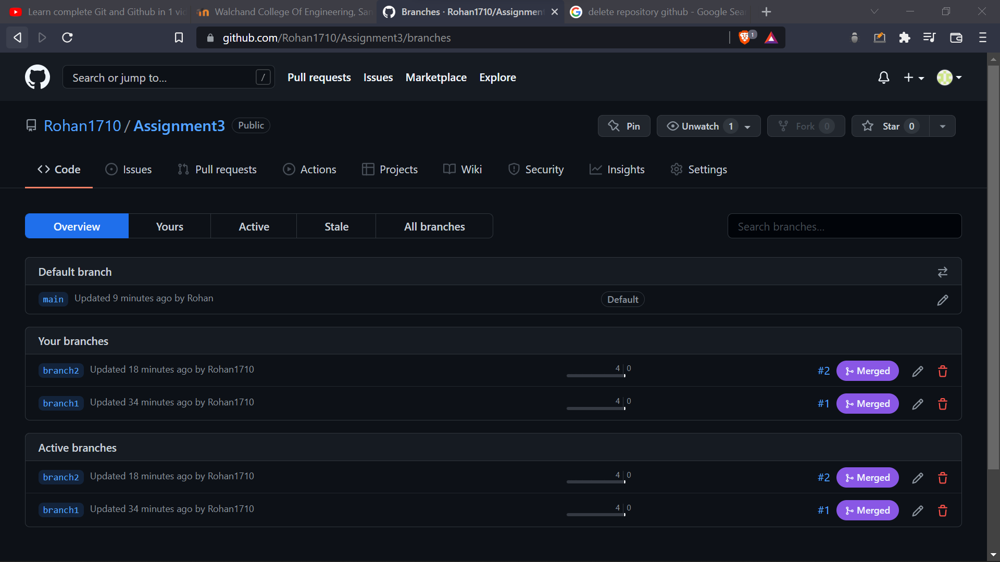 Learn complete Git and Github in 1 vid
Walchand College Of Engineering, San
Branches · Rohan1710/Assignment
delete repository github - Google Sea
github.com/Rohan1710/Assignment3/branches
1
Search or jump to...
/
Pull requests
Issues
Marketplace
Explore
Rohan1710 / Assignment3
Public
Pin
Unwatch 1
Fork 0
Star 0
Code
Issues
Pull requests
Actions
Projects
Wiki
Security
Insights
Settings
Overview
Yours
Active
Stale
All branches
Search branches...
Default branch
main Updated 9 minutes ago by Rohan Default
Your branches
branch2 Updated 18 minutes ago by Rohan1710 4 | 0 #2 Merged
branch1 Updated 34 minutes ago by Rohan1710 4 | 0 #1 Merged
Active branches
branch2 Updated 18 minutes ago by Rohan1710 4 | 0 #2 Merged
branch1 Updated 34 minutes ago by Rohan1710 4 | 0 #1 Merged